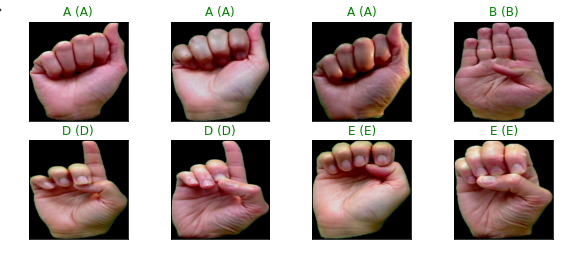 A (A) A (A) A (A) B (B)
D (D) D (D) E (E) E (E)